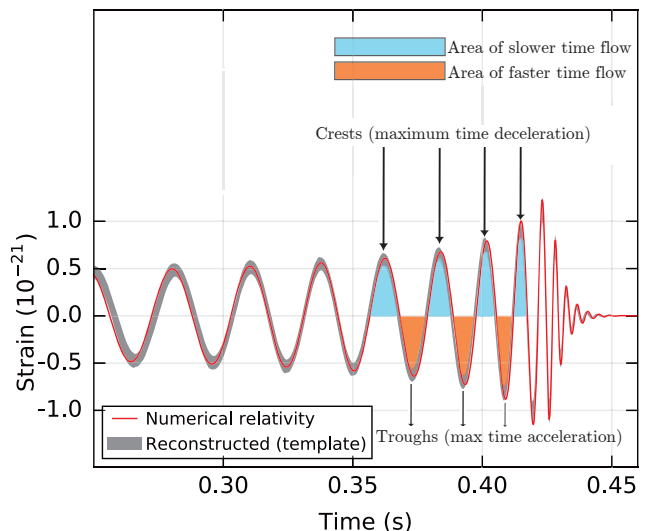 Area of slower time flow
Area of faster time flow
Crests (maximum time deceleration)
1.0
0.5
0.0
-0.5
-1.0
Strain (10⁻²¹)
Numerical relativity
Reconstructed (template)
Troughs (max time acceleration)
0.30
0.35
0.40
0.45
Time (s)